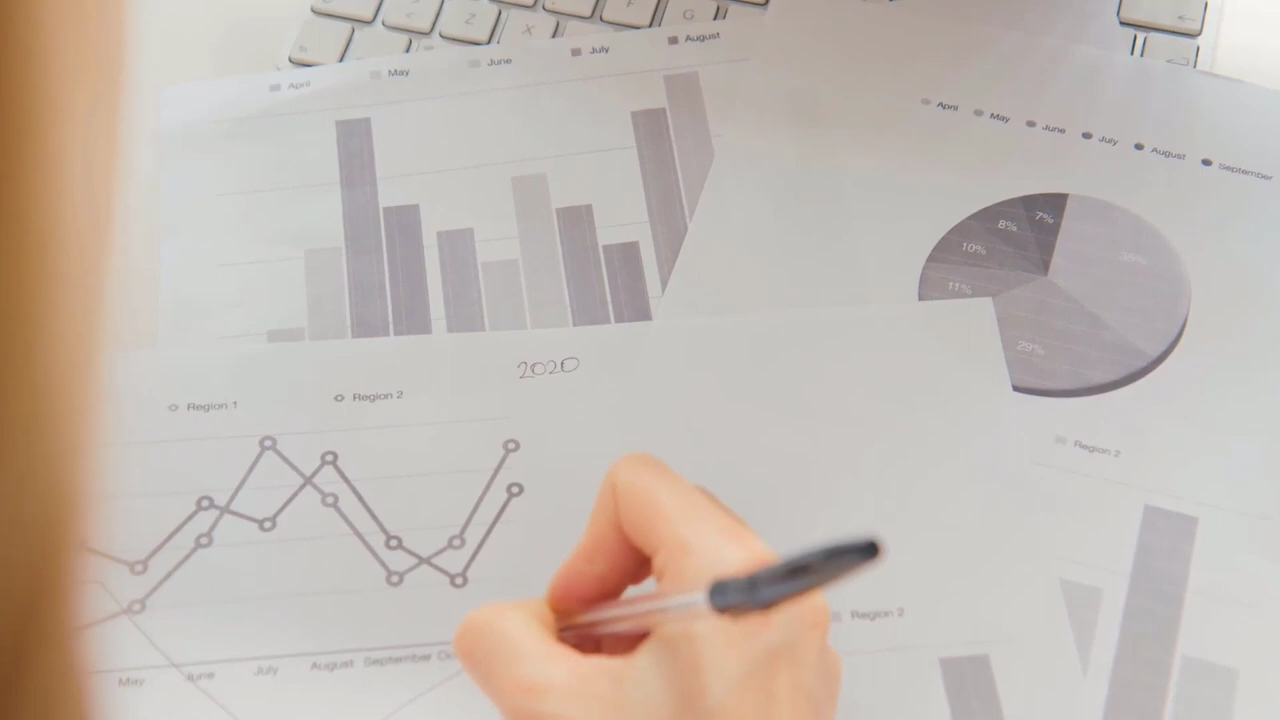 Z X F G
April May June July August
April May June July August September
7%
8%
10%
35%
11%
29%
2020
Region 1 Region 2
Region 2
Region 2
May June July August September